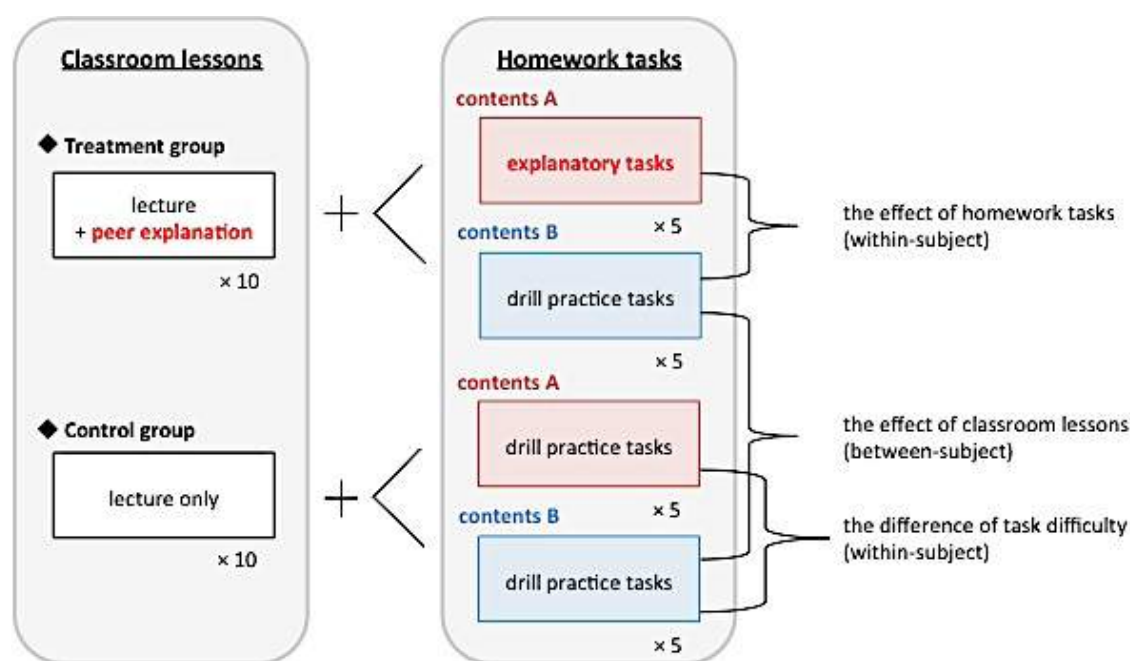 Classroom lessons
◆ Treatment group
lecture
+ peer explanation
× 10
◆ Control group
lecture only
× 10
+
+
Homework tasks
contents A
explanatory tasks
× 5
contents B
drill practice tasks
× 5
contents A
drill practice tasks
× 5
contents B
drill practice tasks
× 5
the effect of homework tasks
(within-subject)
the effect of classroom lessons
(between-subject)
the difference of task difficulty
(within-subject)